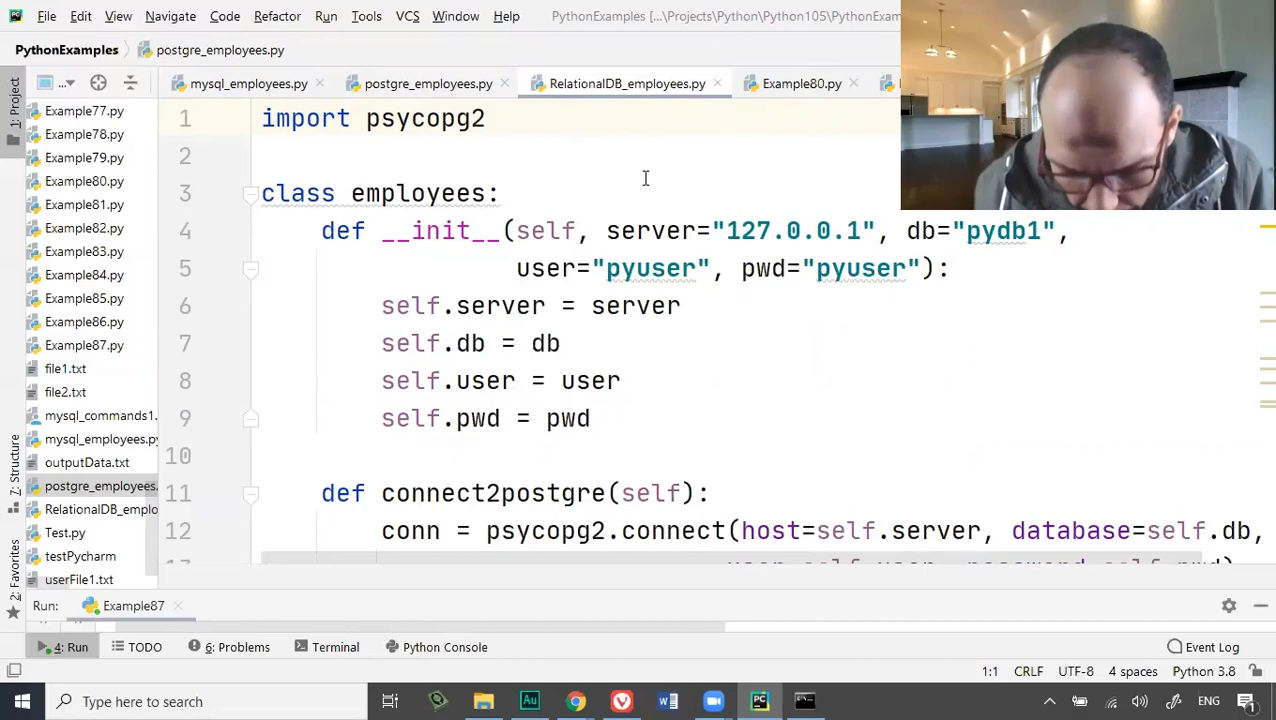 File Edit View Navigate Code Refactor Run Tools VCS Window Help PythonExamples [...\Projects\Python\Python105\PythonExam
PythonExamples postgre_employees.py
1: Project
mysql_employees.py postgre_employees.py RelationalDB_employees.py Example80.py
Example77.py
Example78.py
Example79.py
Example80.py
Example81.py
Example82.py
Example83.py
Example84.py
Example85.py
Example86.py
Example87.py
file1.txt
file2.txt
mysql_commands1.
mysql_employees.py
outputData.txt
postgre_employees.
RelationalDB_emplo
Test.py
testPycharm
userFile1.txt
7: Structure
2: Favorites
1 import psycopg2
2
3 class employees:
4 def __init__(self, server="127.0.0.1", db="pydb1",
5 user="pyuser", pwd="pyuser"):
6 self.server = server
7 self.db = db
8 self.user = user
9 self.pwd = pwd
10
11 def connect2postgre(self):
12 conn = psycopg2.connect(host=self.server, database=self.db,
Run: Example87
4: Run TODO 6: Problems Terminal Python Console Event Log
1:1 CRLF UTF-8 4 spaces Python 3.8
Type here to search ENG